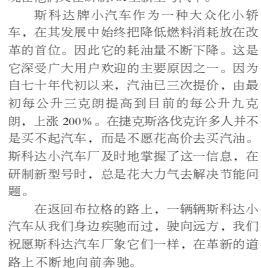 斯科达牌小汽车作为一种大众化小轿
车，在其发展中始终把降低燃料消耗放在改
革的首位。因此它的耗油量不断下降。这是
它深受广大用户欢迎的主要原因之一。因为
自七十年代初以来，汽油已三次提价，由最
初每公升三克朗提高到目前的每公升九克
朗，上涨200%。在捷克斯洛伐克许多人并不
是买不起汽车，而是不愿花高价去买汽油。
斯科达小汽车厂及时地掌握了这一信息，在
研制新型号时，总是花大力气去解决节能问
题。
在返回布拉格的路上，一辆辆斯科达小
汽车从我们身边疾驰而过，驶向远方，我们
祝愿斯科达汽车厂象它们一样，在革新的道
路上不断地向前奔驰。